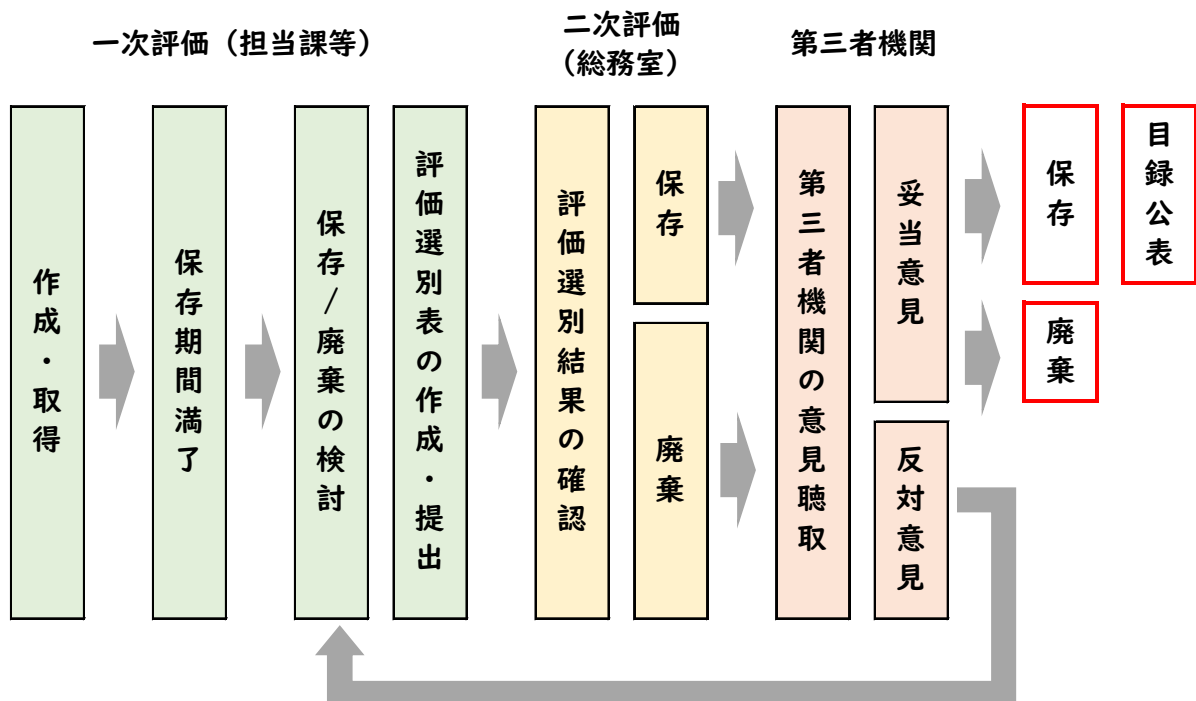 一次評価（担当課等）
二次評価
（総務室）
第三者機関
作成・取得
保存期間満了
保存/廃棄の検討
評価選別表の作成・提出
評価選別結果の確認
保存
廃棄
第三者機関の意見聴取
妥当意見
反対意見
保存
廃棄
目録公表